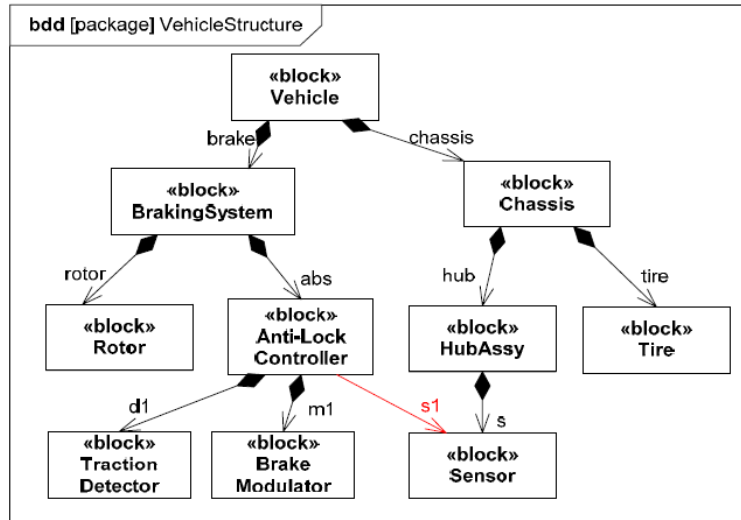 bdd [package] VehicleStructure
«block»
Vehicle
brake
chassis
«block»
BrakingSystem
«block»
Chassis
rotor
abs
hub
tire
«block»
Rotor
«block»
Anti-Lock
Controller
«block»
HubAssy
«block»
Tire
d1
m1
s1
s
«block»
Traction
Detector
«block»
Brake
Modulator
«block»
Sensor